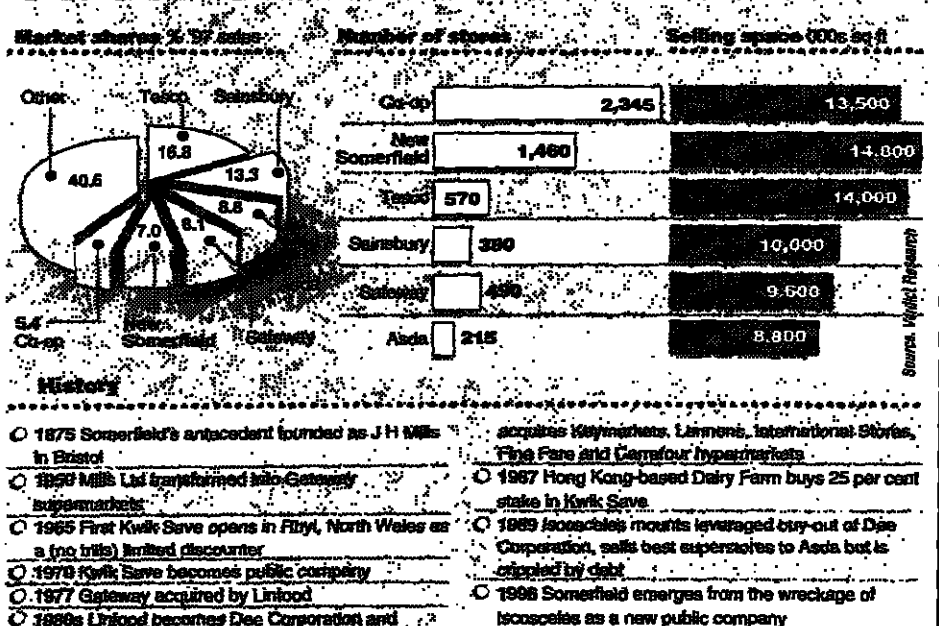 Market shares % '97 sales
Other
Tesco
Sainsbury
16.8
13.3
40.6
8.1
7.0
5.4
Co-op
New
Somerfield
Safeway
Number of stores
Co-op 2,345
New
Somerfield 1,460
Tesco 570
Sainsbury 380
Safeway
Asda 215
Selling space 000s sq ft
13,500
14,800
14,000
10,000
9,600
8,800
Source: Verdict Research
History
1875 Somerfield's antecedent founded as J H Mills
in Bristol
1950 Mills Ltd transformed into Gateway
supermarkets
1965 First Kwik Save opens in Rhyl, North Wales as
a (no frills) limited discounter
1970 Kwik Save becomes public company
1977 Gateway acquired by Linfood
1980s Linfood becomes Dee Corporation and
acquires Keymarkets, Lennons, International Stores,
Fine Fare and Carrefour hypermarkets
1987 Hong Kong-based Dairy Farm buys 25 per cent
stake in Kwik Save
1989 Isosceles mounts leveraged buy-out of Dee
Corporation, sells best superstores to Asda but is
crippled by debt
1996 Somerfield emerges from the wreckage of
Isosceles as a new public company